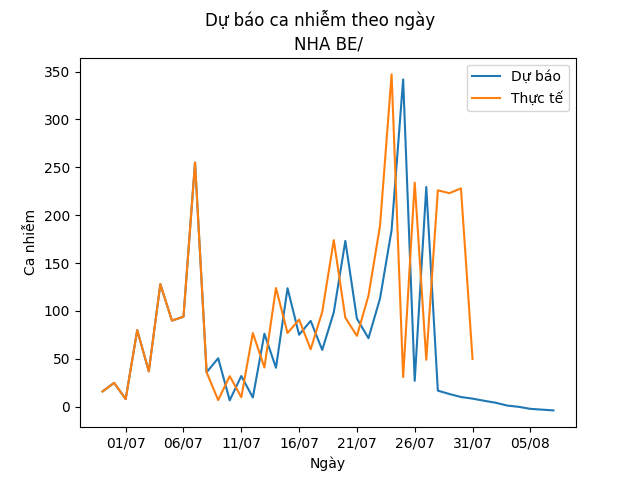 Dự báo ca nhiễm theo ngày
NHA BE/
Dự báo
Thực tế
Ca nhiễm
350
300
250
200
150
100
50
0
01/07 06/07 11/07 16/07 21/07 26/07 31/07 05/08
Ngày